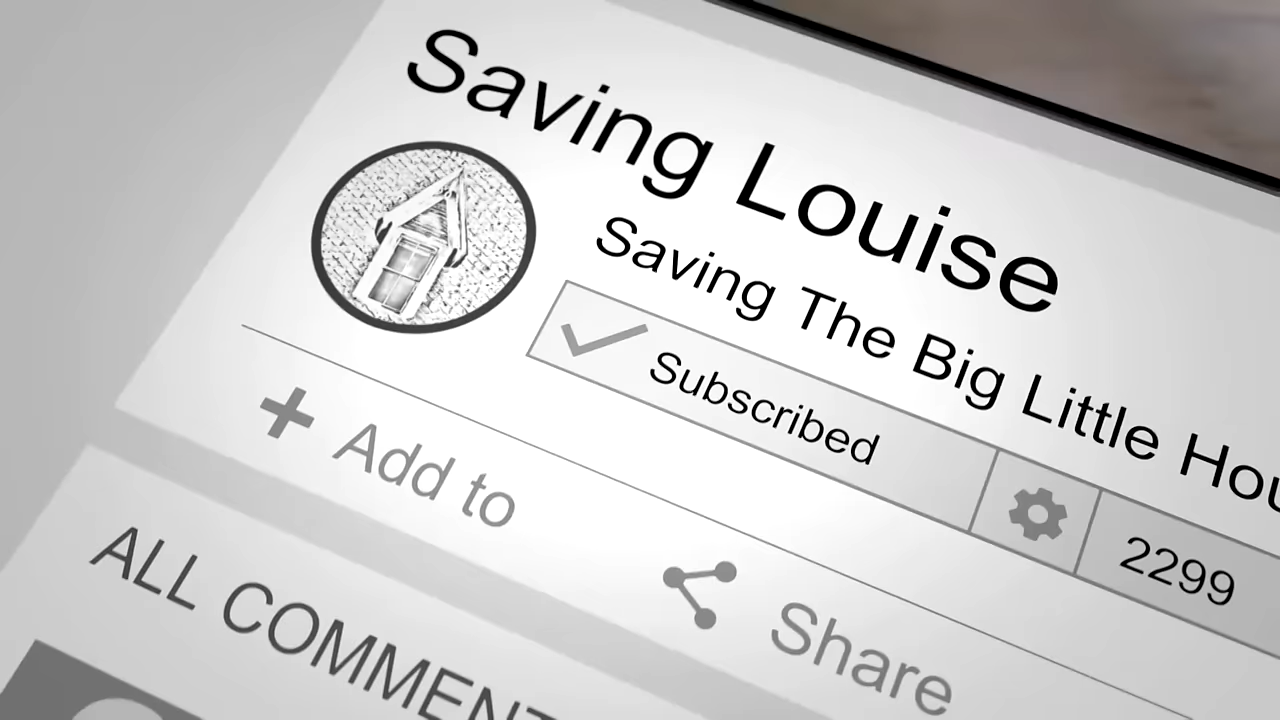 Saving Louise
Saving The Big Little Hou
Subscribed
2299
Add to
Share
ALL COMMENT